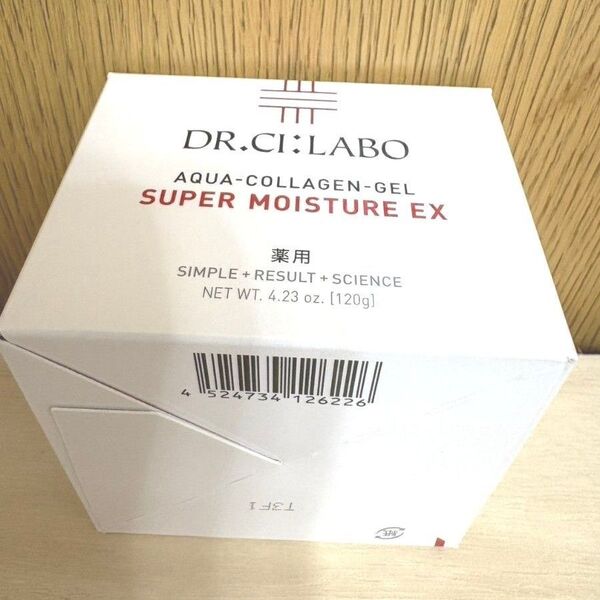 DR.CI:LABO
AQUA-COLLAGEN-GEL
SUPER MOISTURE EX
薬用
SIMPLE + RESULT + SCIENCE
NET WT. 4.23 oz. [120g]
4 524734 126226
T3F1
紙